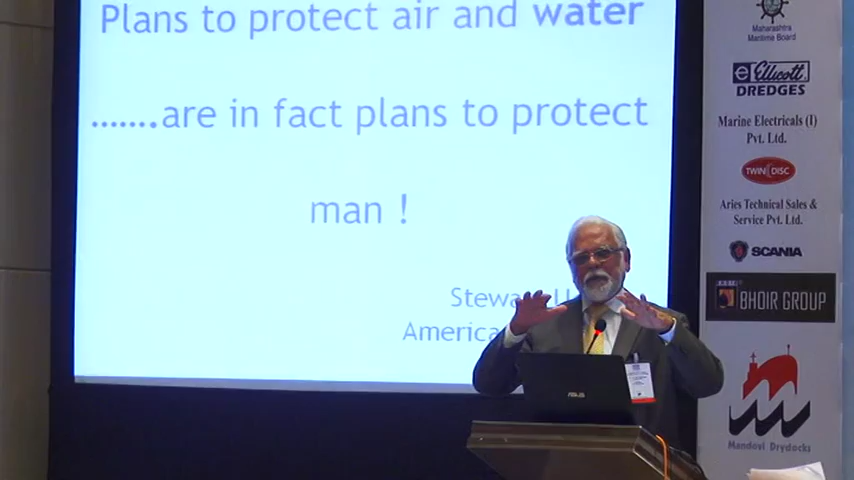 Plans to protect air and water
.......are in fact plans to protect
man !
Maharashtra
Maritime Board
Ellicott
DREDGES
Marine Electricals (I)
Pvt. Ltd.
TWIN DISC
Aries Technical Sales &
Service Pvt. Ltd.
SCANIA
BHOIR GROUP
Mandovi Drydocks
ASUS